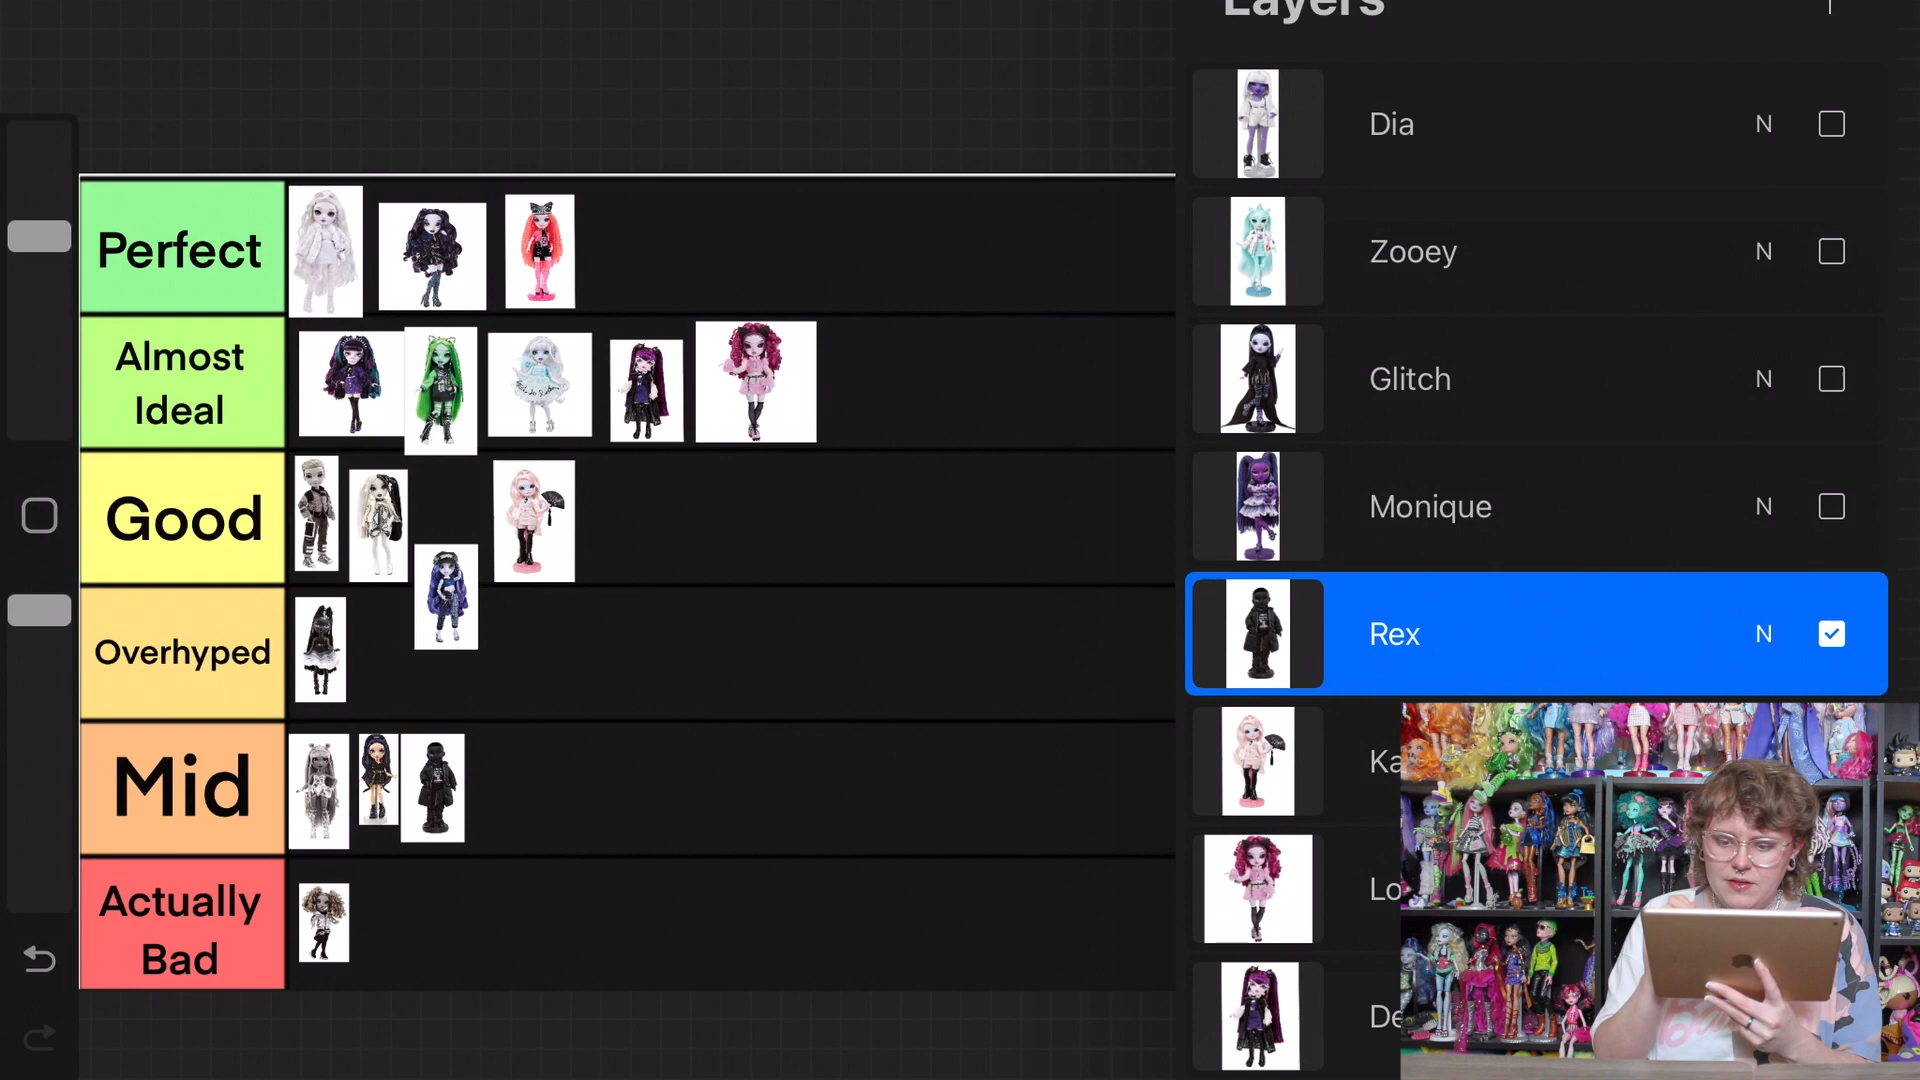 Layers
Perfect
Almost
Ideal
Good
Overhyped
Mid
Actually
Bad
Dia N
Zooey N
Glitch N
Monique N
Rex N
Ka
Lo
De